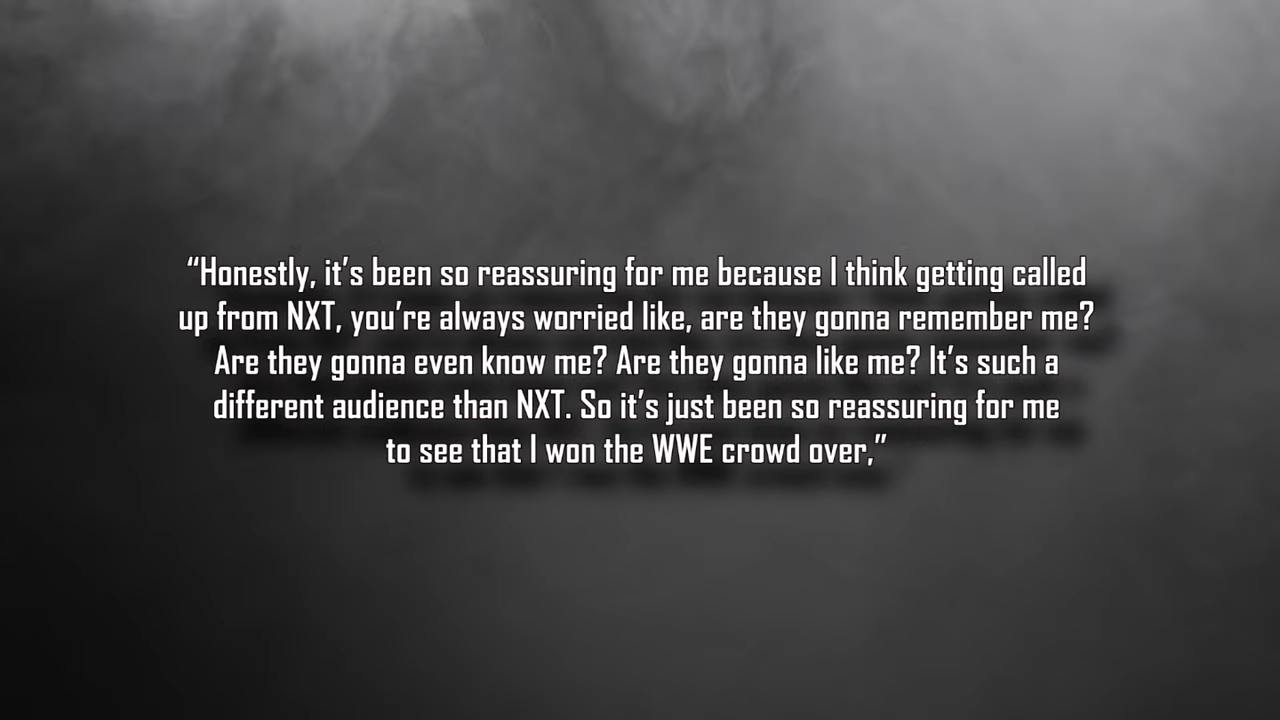 “Honestly, it’s been so reassuring for me because I think getting called
up from NXT, you’re always worried like, are they gonna remember me?
Are they gonna even know me? Are they gonna like me? It’s such a
different audience than NXT. So it’s just been so reassuring for me
to see that I won the WWE crowd over,”